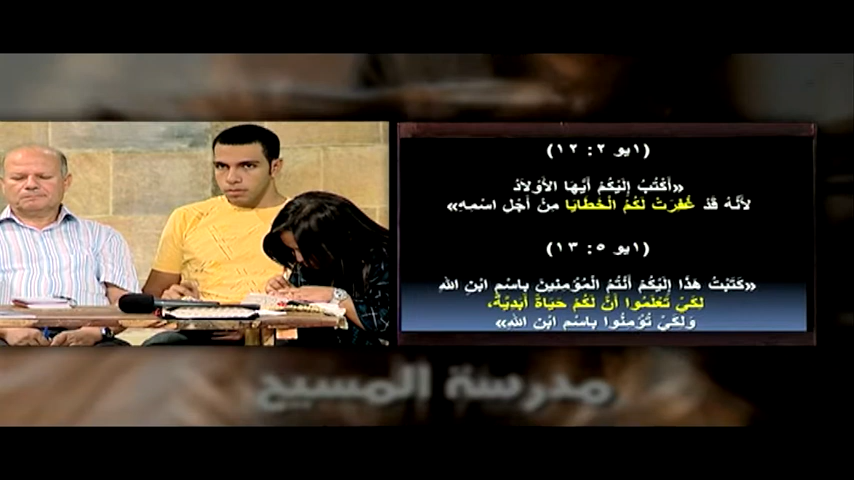 (١يو ٢: ١٢)
«أَكْتُبُ إِلَيْكُمْ أَيُّهَا الأَوْلاَدُ
لأَنَّهُ قَدْ غُفِرَتْ لَكُمُ الْخَطَايَا مِنْ أَجْلِ اسْمِهِ»
(١يو ٥: ١٣)
«كَتَبْتُ هَذَا إِلَيْكُمْ أَنْتُمُ الْمُؤْمِنِينَ بِاسْمِ ابْنِ اللهِ
لِكَيْ تَعْلَمُوا أَنَّ لَكُمْ حَيَاةً أَبَدِيَّةً،
وَلِكَيْ تُؤْمِنُوا بِاسْمِ ابْنِ اللهِ»
مدرسة المسيح